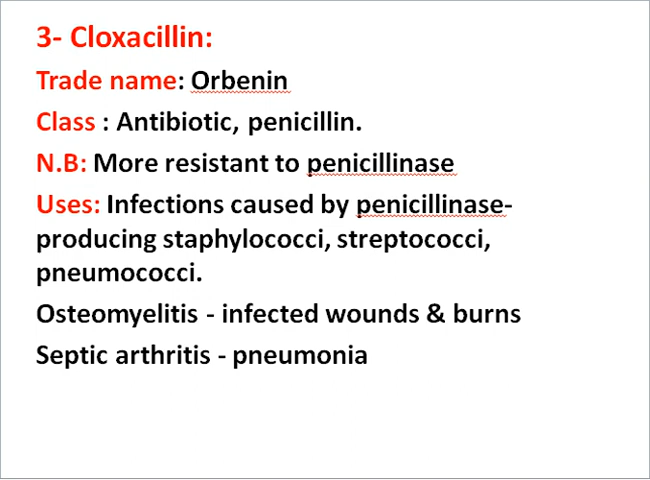 3- Cloxacillin:
Trade name: Orbenin
Class : Antibiotic, penicillin.
N.B: More resistant to penicillinase
Uses: Infections caused by penicillinase-
producing staphylococci, streptococci,
pneumococci.
Osteomyelitis - infected wounds & burns
Septic arthritis - pneumonia